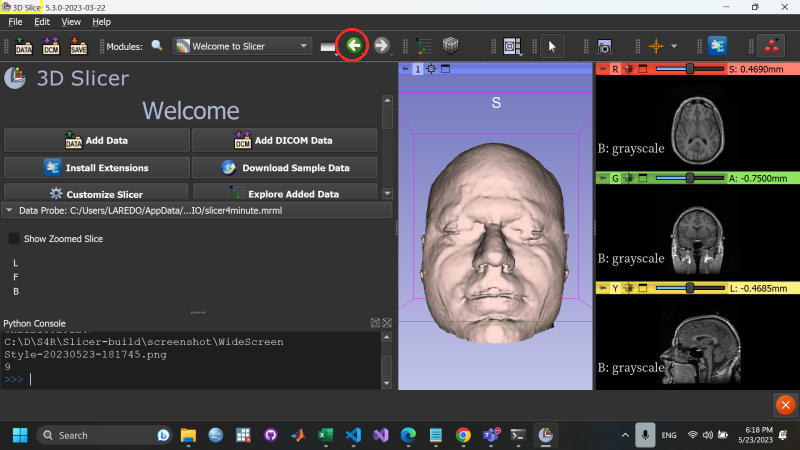 3D Slicer 5.3.0-2023-03-22
File Edit View Help
DATA DCM SAVE Modules: Welcome to Slicer
3D Slicer
Welcome
Add Data Add DICOM Data
Install Extensions Download Sample Data
Customize Slicer Explore Added Data
Data Probe: C:/Users/LAREDO/AppData/...IO/slicer4minute.mrml
Show Zoomed Slice
L
F
B
Python Console
C:\D\S4R\Slicer-build\screenshot\WideScreen
Style-20230523-181745.png
9
>>>
1
S
R S: 0.4690mm
B: grayscale
G A: -0.7500mm
B: grayscale
Y L: -0.4685mm
B: grayscale
Search
ENG
6:18 PM
5/23/2023